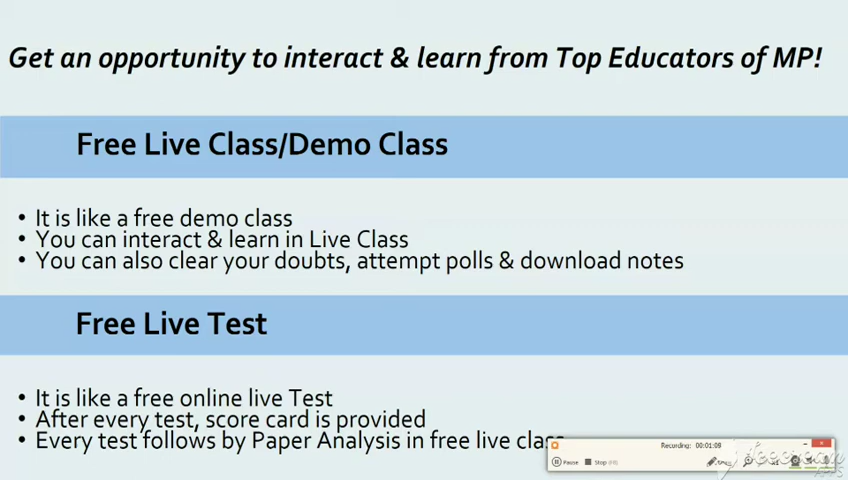 Get an opportunity to interact & learn from Top Educators of MP!
Free Live Class/Demo Class
• It is like a free demo class
• You can interact & learn in Live Class
• You can also clear your doubts, attempt polls & download notes
Free Live Test
• It is like a free online live Test
• After every test, score card is provided
• Every test follows by Paper Analysis in free live class
Recording: 00:01:09
Pause
Stop